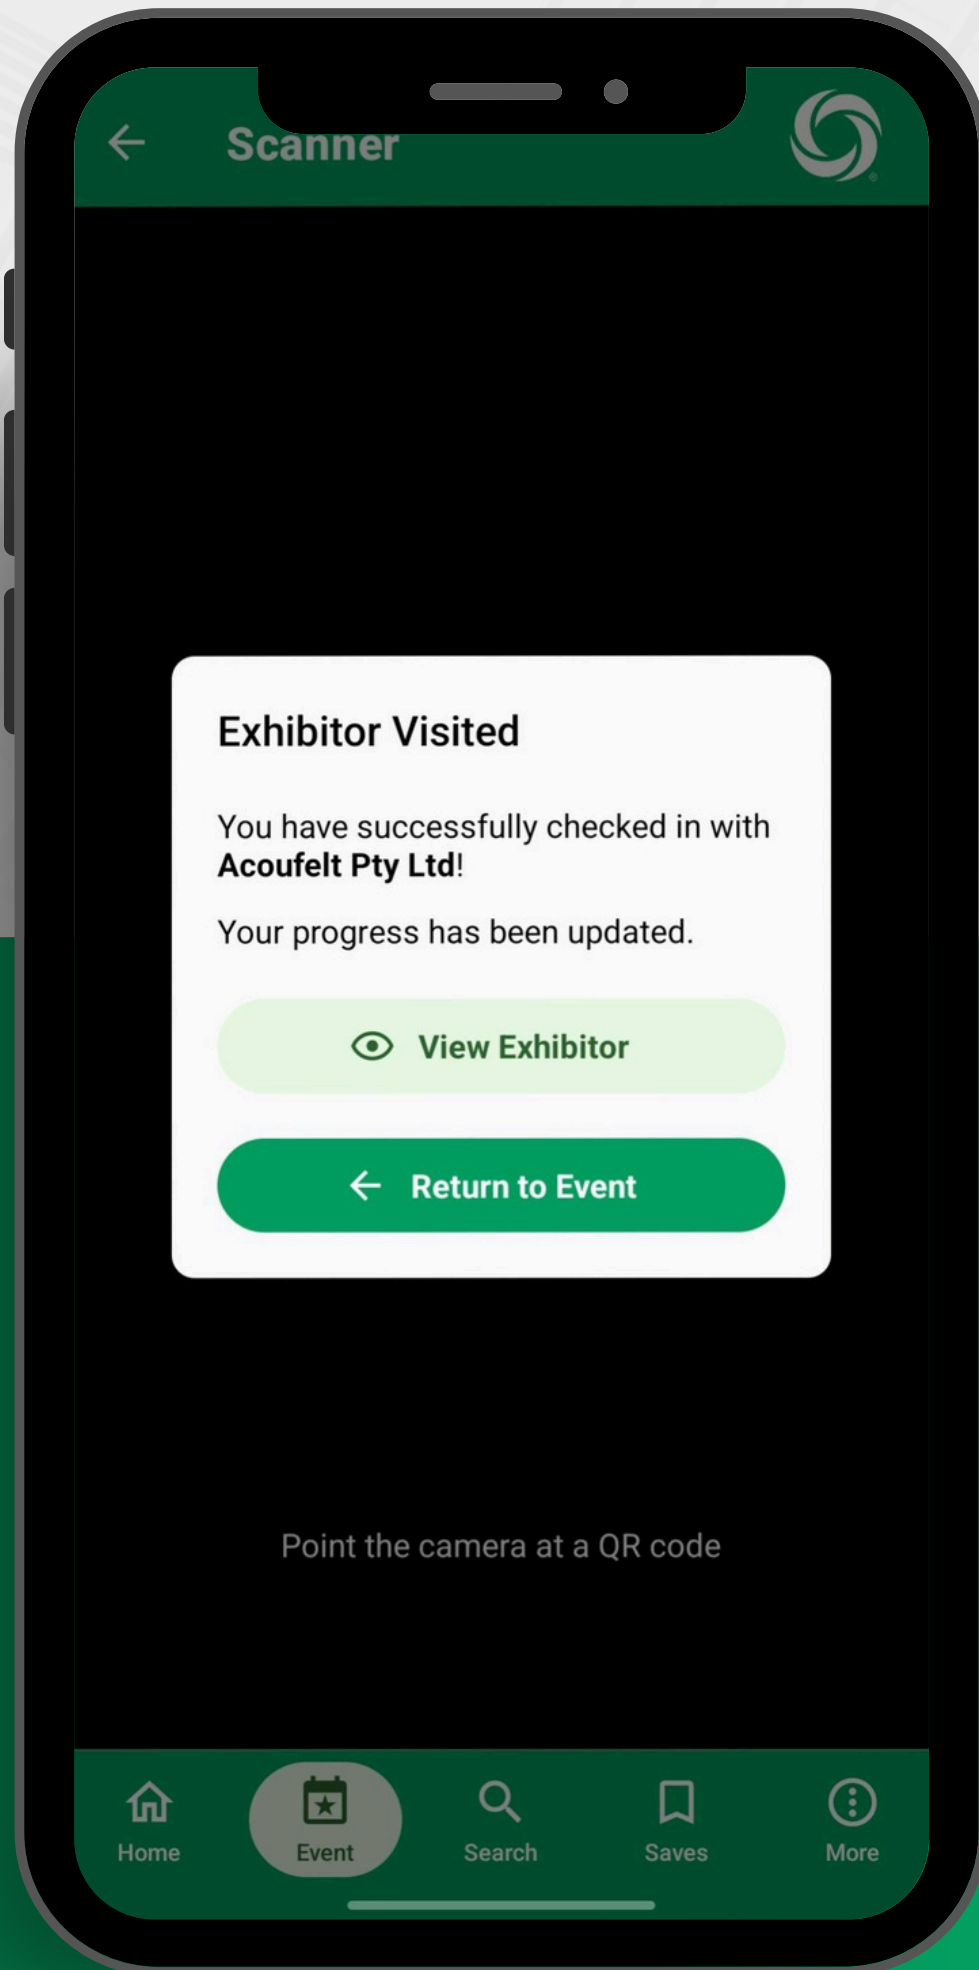 Scanner
Exhibitor Visited
You have successfully checked in with
Acoufelt Pty Ltd!
Your progress has been updated.
View Exhibitor
Return to Event
Point the camera at a QR code
Home
Event
Search
Saves
More